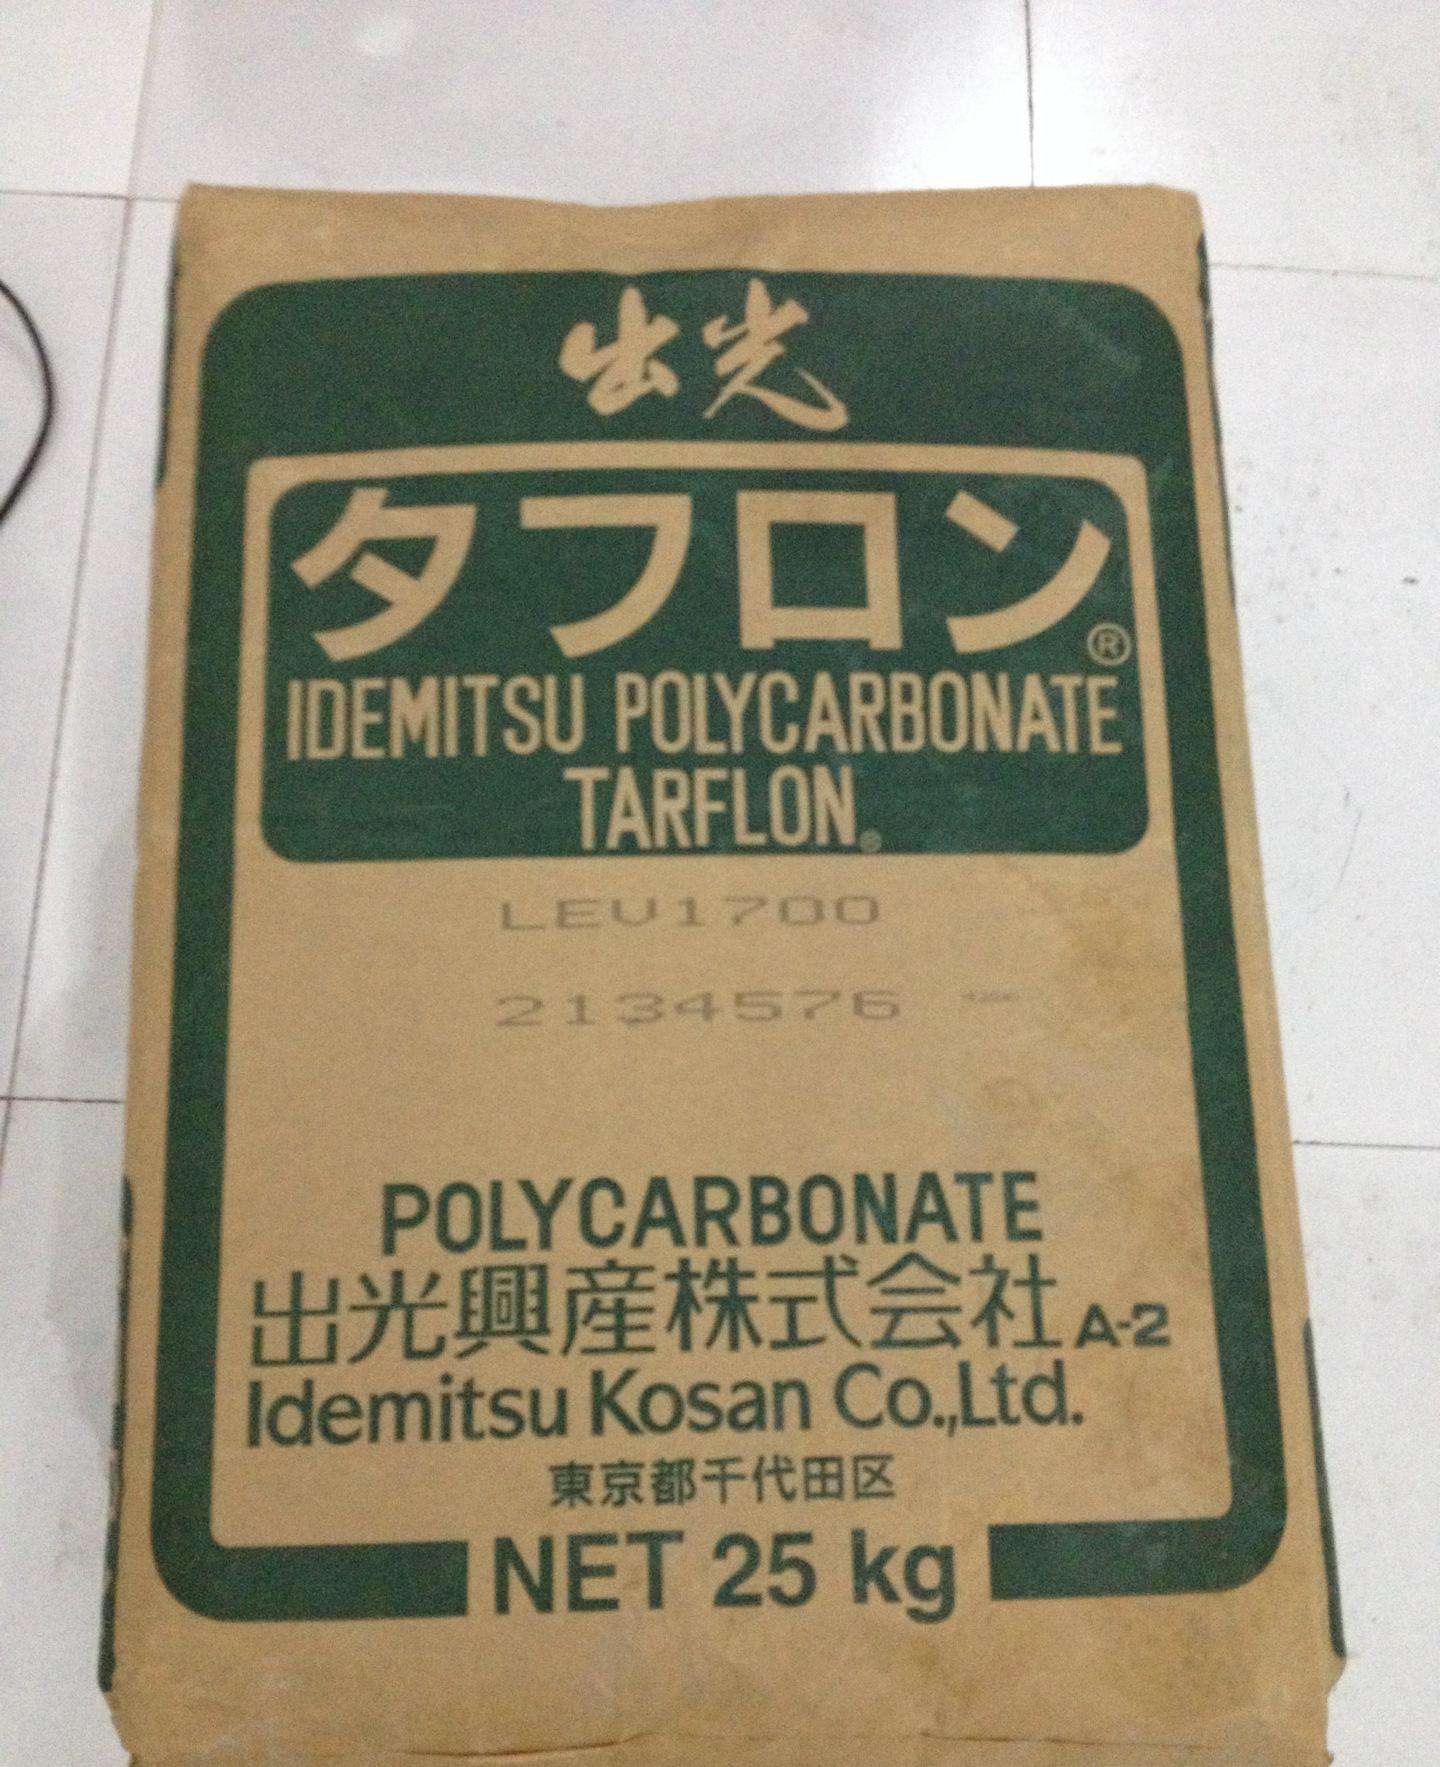 出光
タフロン®
IDEMITSU POLYCARBONATE
TARFLON®
LEV1700
2134576
POLYCARBONATE
出光興産株式会社 A-2
Idemitsu Kosan Co.,Ltd.
東京都千代田区
NET 25 kg